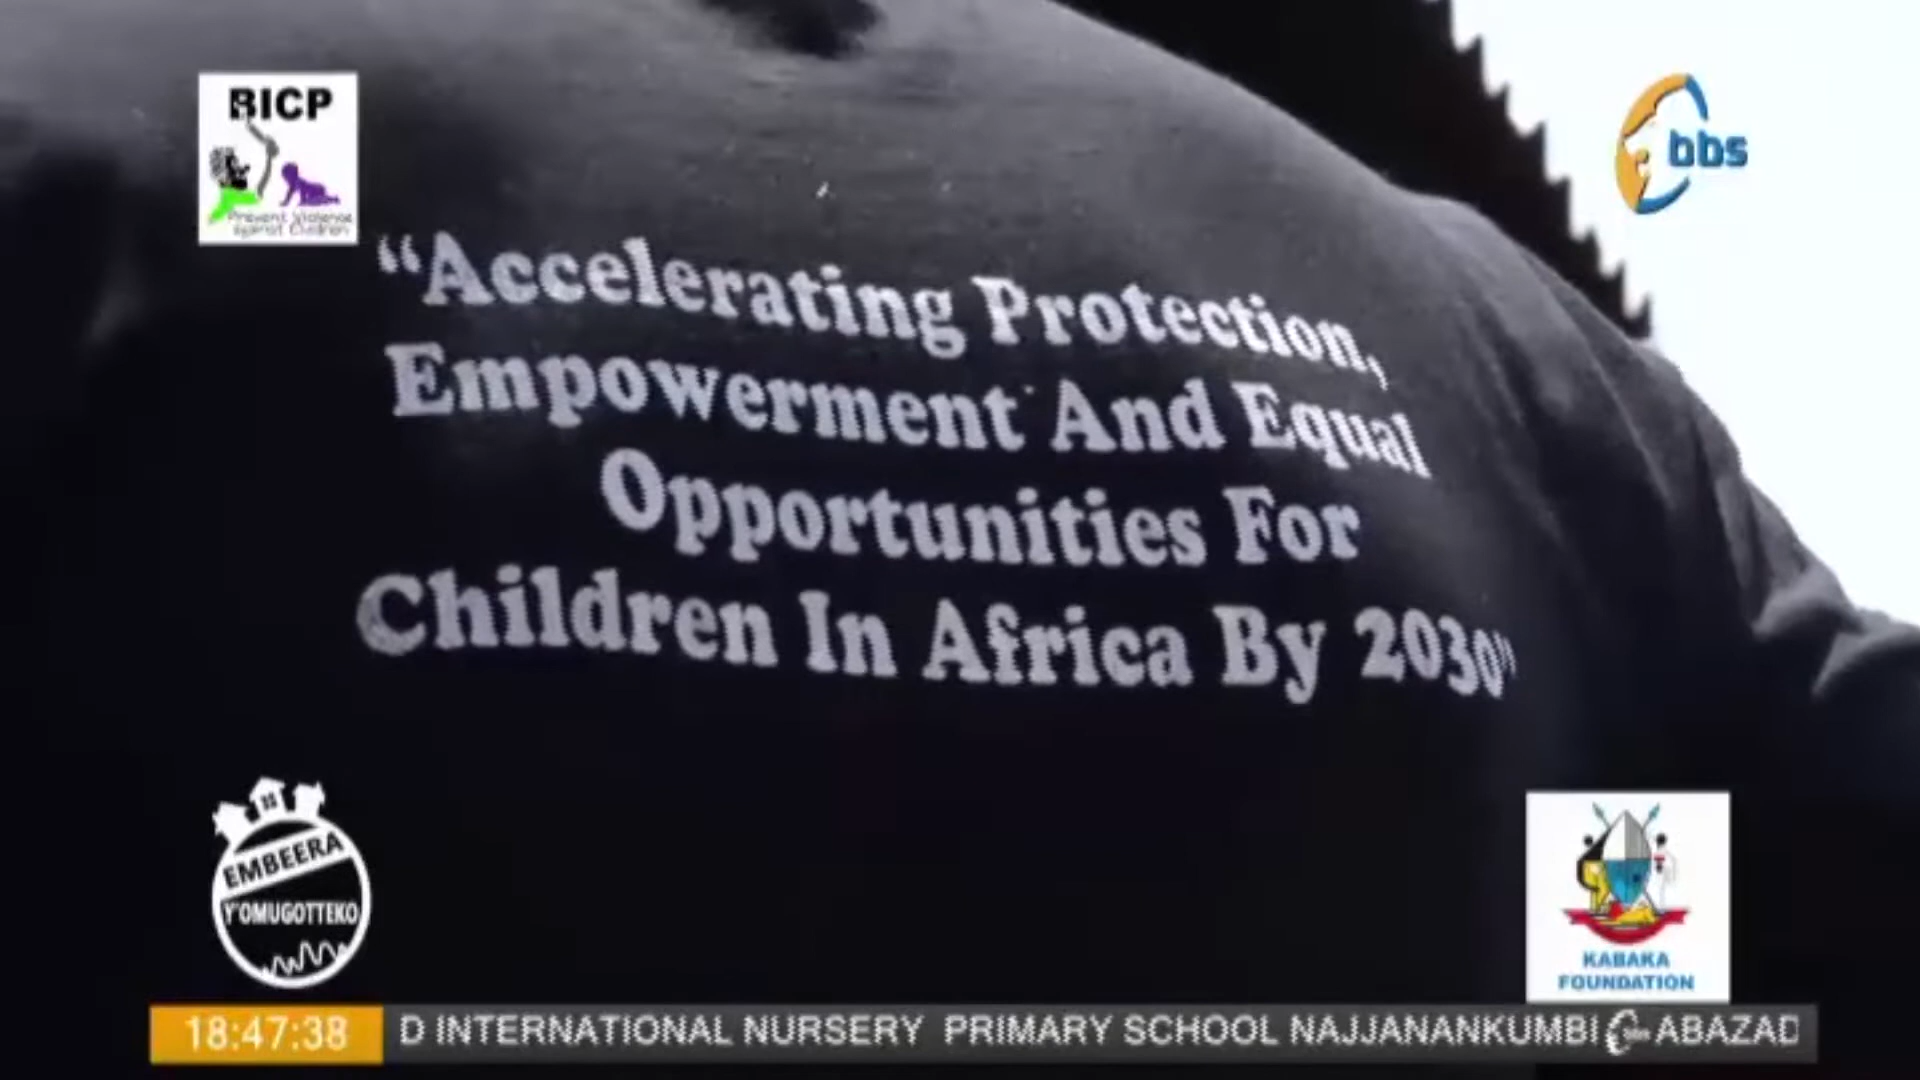 BICP
Prevent Violence
against Children
bbs
“Accelerating Protection,
Empowerment And Equal
Opportunities For
Children In Africa By 2030”
EMBEERA
Y'OMUGOTTEKO
KABAKA
FOUNDATION
18:47:38 D INTERNATIONAL NURSERY PRIMARY SCHOOL NAJJANANKUMBI bbs ABAZAD